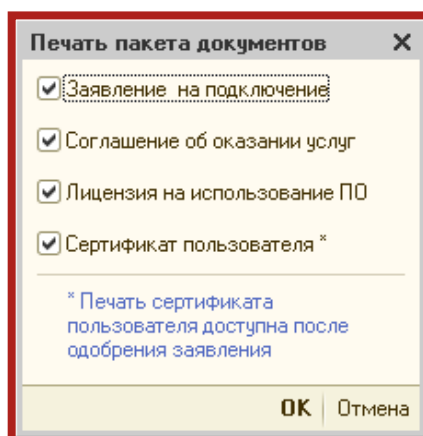 Печать пакета документов
Заявление на подключение
Соглашение об оказании услуг
Лицензия на использование ПО
Сертификат пользователя *
* Печать сертификата
пользователя доступна после
одобрения заявления
OK Отмена